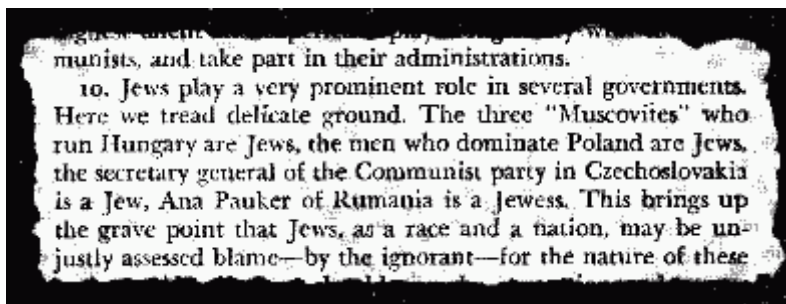 munists, and take part in their administrations.
10. Jews play a very prominent role in several governments.
Here we tread delicate ground. The three "Muscovites" who
run Hungary are Jews, the men who dominate Poland are Jews,
the secretary general of the Communist party in Czechoslovakia
is a Jew, Ana Pauker of Rumania is a Jewess. This brings up
the grave point that Jews, as a race and a nation, may be un-
justly assessed blame—by the ignorant—for the nature of these